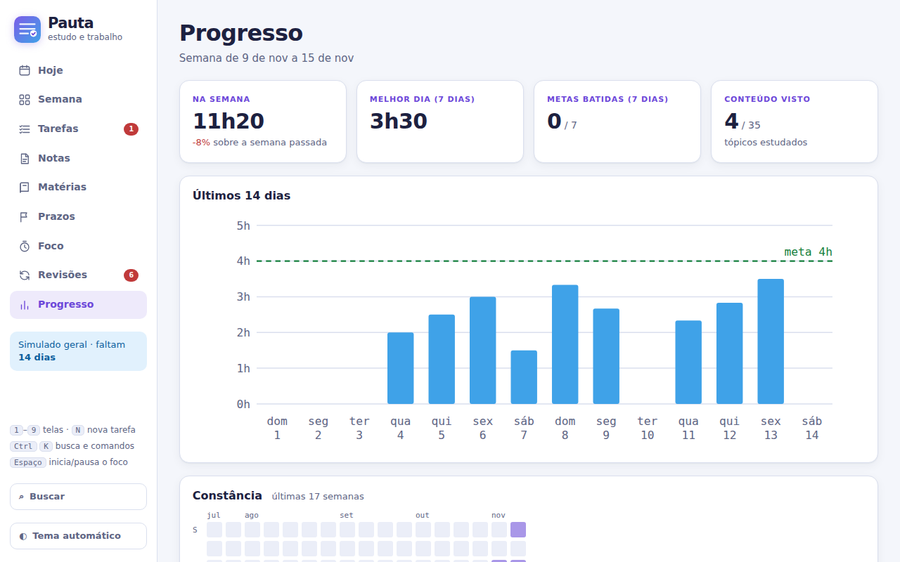 Pauta
estudo e trabalho
Hoje
Semana
Tarefas 1
Notas
Matérias
Prazos
Foco
Revisões 6
Progresso
Simulado geral · faltam
14 dias
1–9 telas · N nova tarefa
Ctrl K busca e comandos
Espaço inicia/pausa o foco
Buscar
Tema automático
Progresso
Semana de 9 de nov a 15 de nov
NA SEMANA
11h20
-8% sobre a semana passada
MELHOR DIA (7 DIAS)
3h30
METAS BATIDAS (7 DIAS)
0 / 7
CONTEÚDO VISTO
4 / 35
tópicos estudados
Últimos 14 dias
5h
meta 4h
4h
3h
2h
1h
0h
dom seg ter qua qui sex sáb dom seg ter qua qui sex sáb
1 2 3 4 5 6 7 8 9 10 11 12 13 14
Constância últimas 17 semanas
jul ago set out nov
S